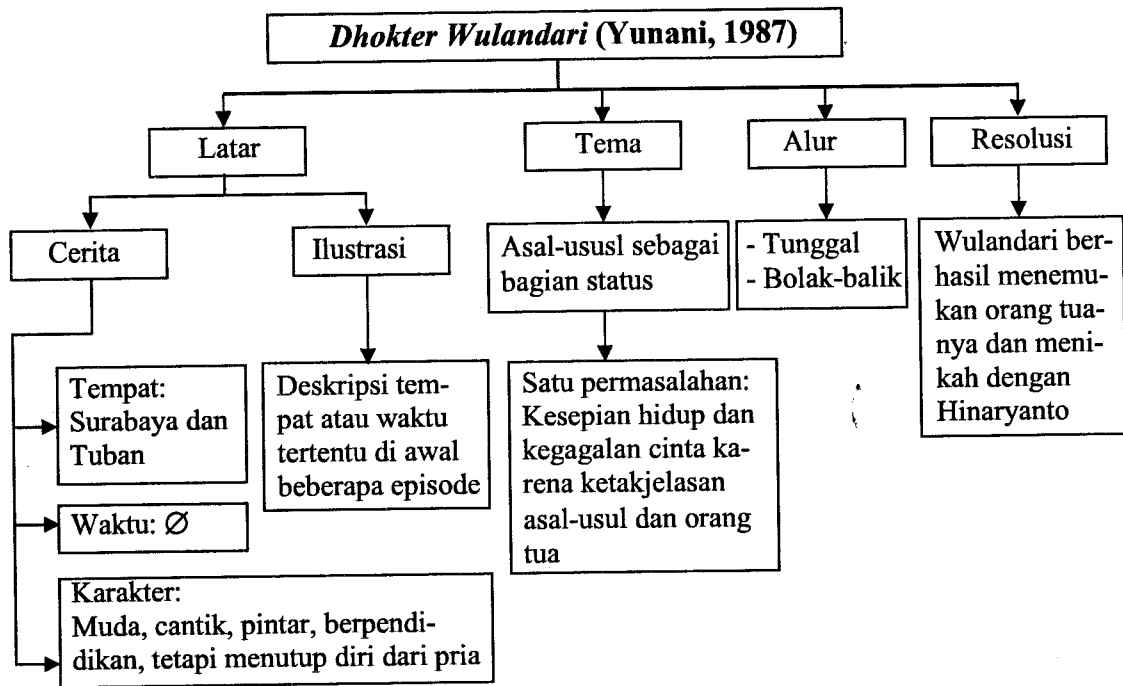 Dhokter Wulandari (Yunani, 1987)
Latar
Tema
Alur
Resolusi
Cerita
Ilustrasi
Asal-ususl sebagai
bagian status
- Tunggal
- Bolak-balik
Wulandari ber-
hasil menemu-
kan orang tua-
nya dan meni-
kah dengan
Hinaryanto
Tempat:
Surabaya dan
Tuban
Deskripsi tem-
pat atau waktu
tertentu di awal
beberapa episode
Satu permasalahan:
Kesepian hidup dan
kegagalan cinta ka-
rena ketakjelasan
asal-usul dan orang
tua
Waktu: Ø
Karakter:
Muda, cantik, pintar, berpendi-
dikan, tetapi menutup diri dari pria